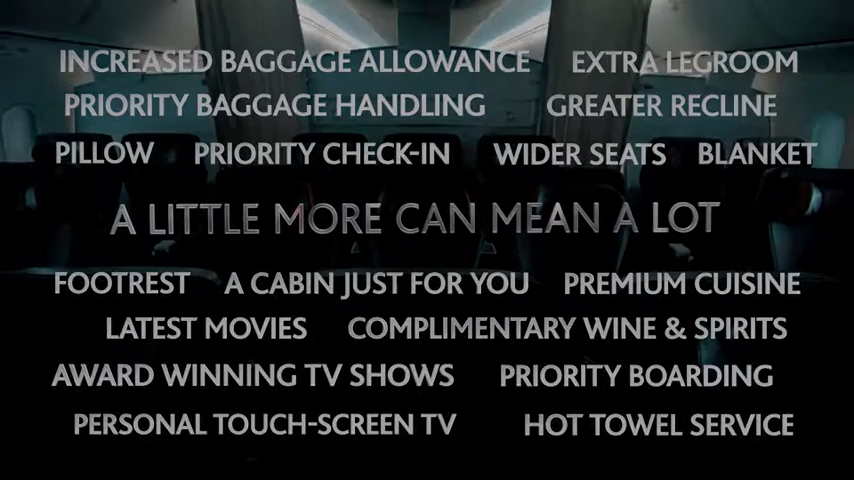 INCREASED BAGGAGE ALLOWANCE EXTRA LEGROOM
PRIORITY BAGGAGE HANDLING GREATER RECLINE
PILLOW PRIORITY CHECK-IN WIDER SEATS BLANKET
A LITTLE MORE CAN MEAN A LOT
FOOTREST A CABIN JUST FOR YOU PREMIUM CUISINE
LATEST MOVIES COMPLIMENTARY WINE & SPIRITS
AWARD WINNING TV SHOWS PRIORITY BOARDING
PERSONAL TOUCH-SCREEN TV HOT TOWEL SERVICE